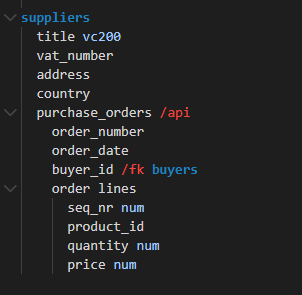 suppliers
title vc200
vat_number
address
country
purchase_orders /api
order_number
order_date
buyer_id /fk buyers
order lines
seq_nr num
product_id
quantity num
price num